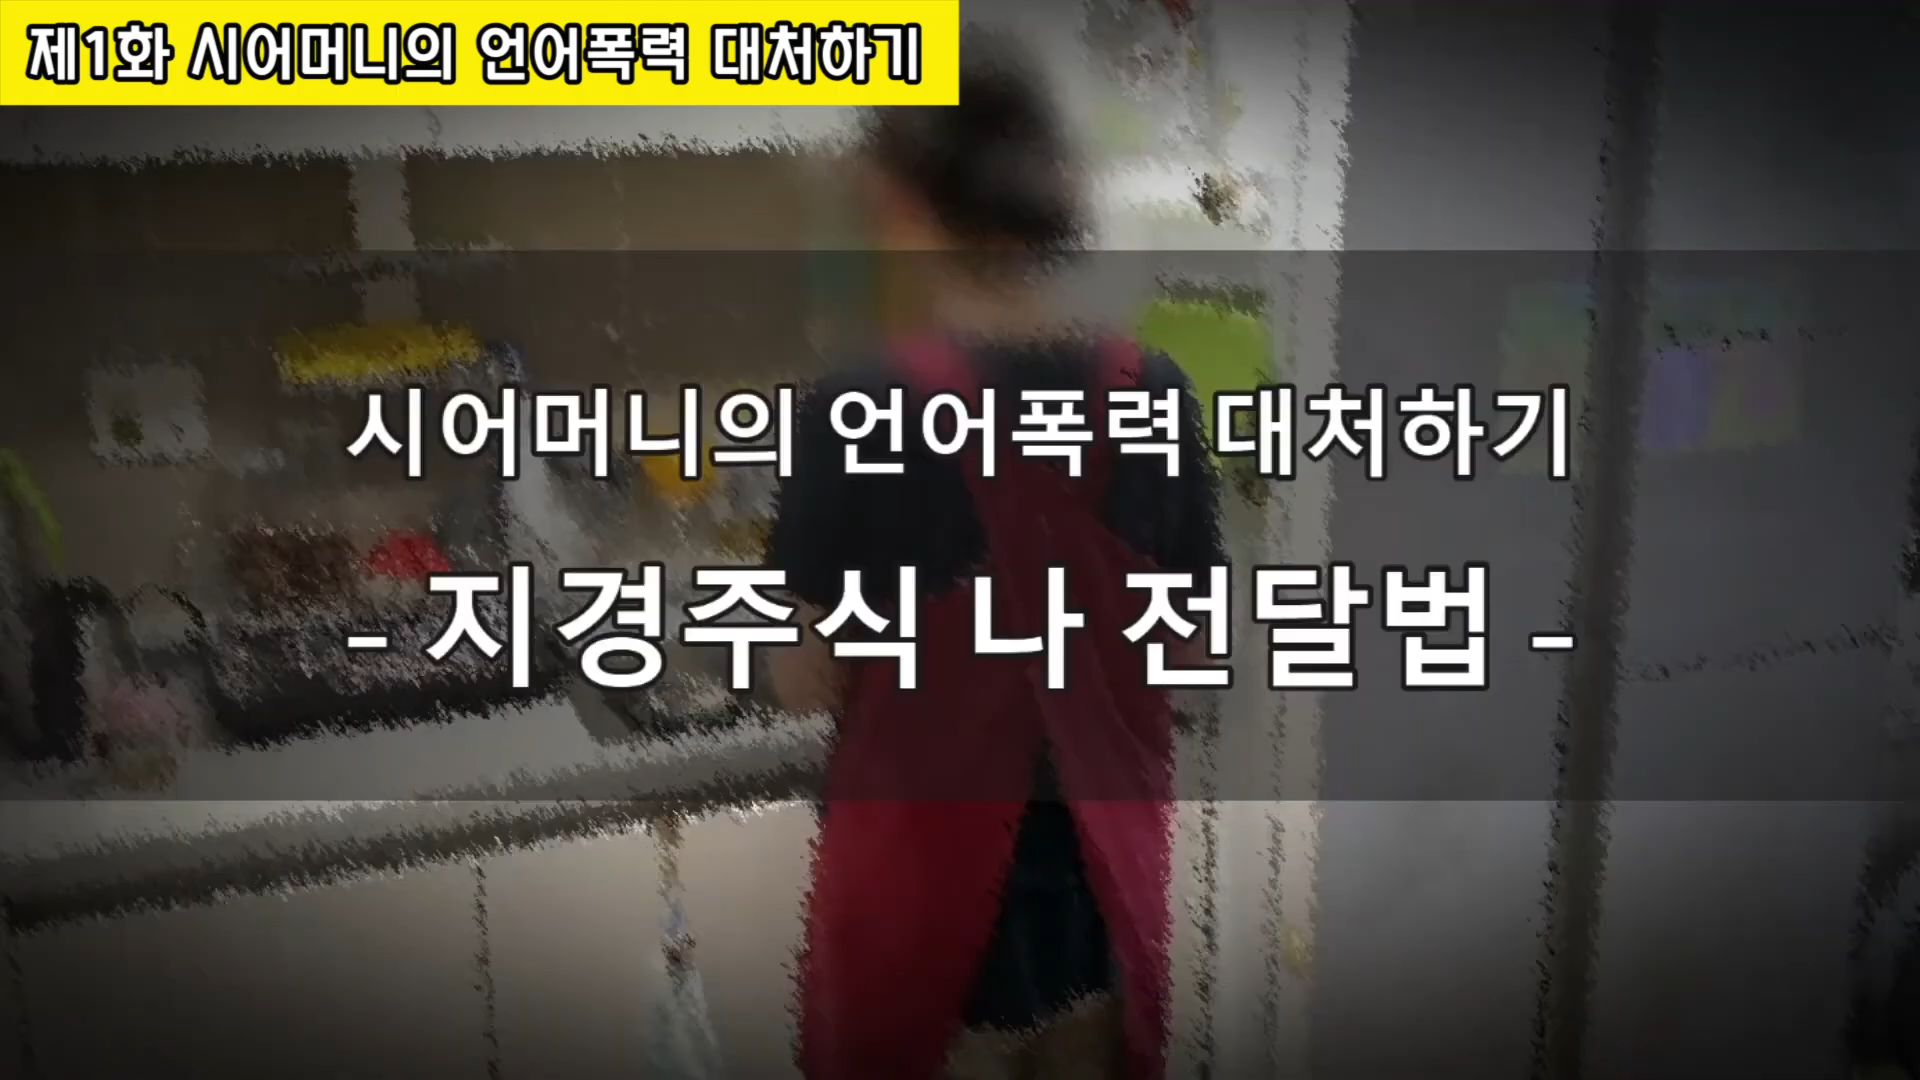 제1화 시어머니의 언어폭력 대처하기
시어머니의 언어폭력 대처하기
- 지경주식 나 전달법 -